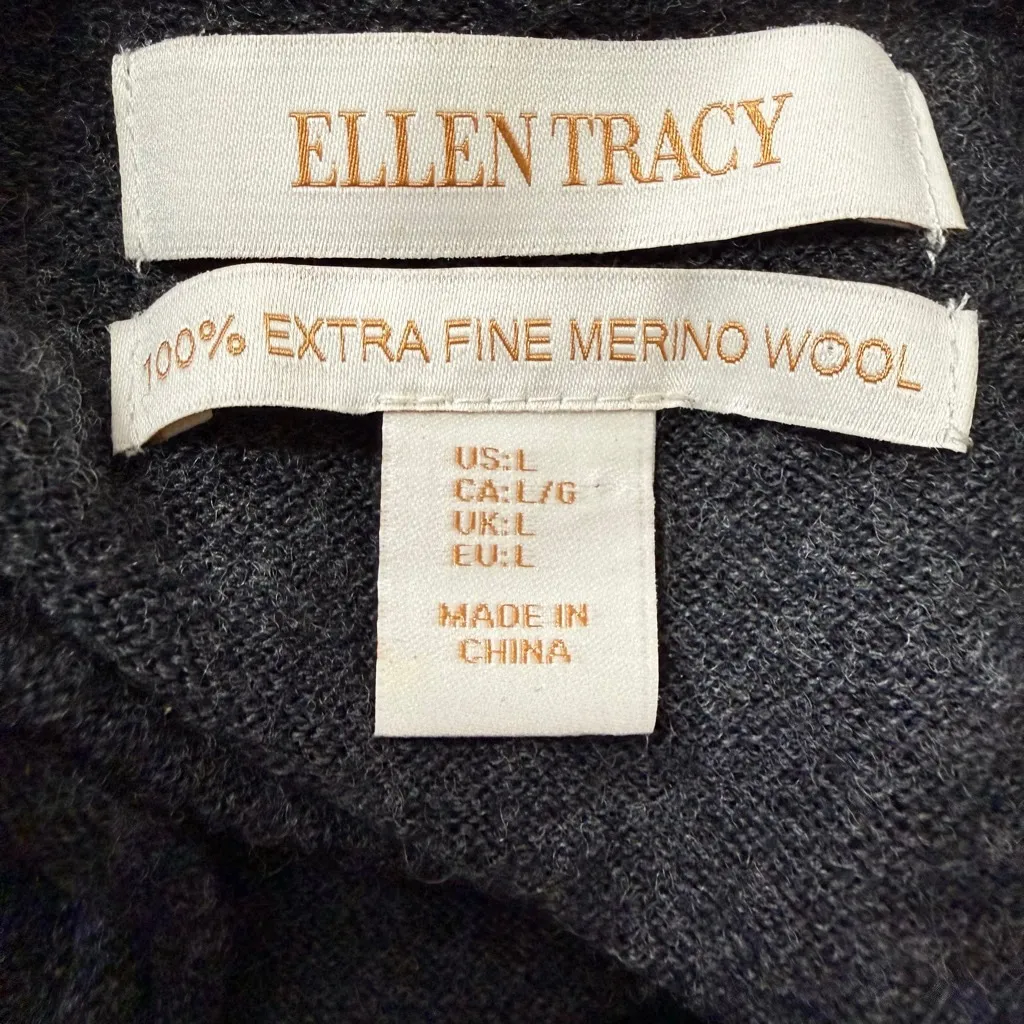 ELLEN TRACY
100% EXTRA FINE MERINO WOOL
US: L
CA: L/G
UK: L
EU: L
MADE IN
CHINA